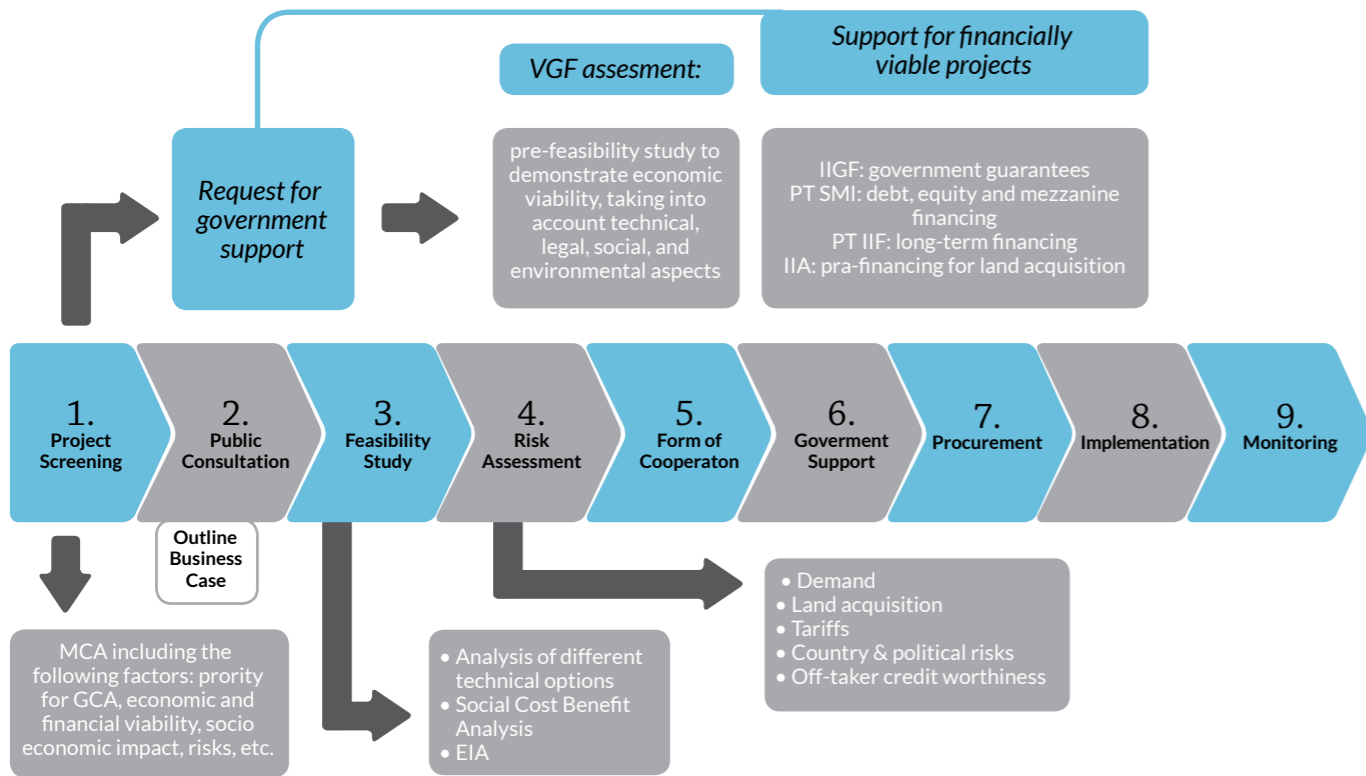 Support for financially
viable projects
VGF assesment:
Request for
government
support
pre-feasibility study to
demonstrate economic
viability, taking into
account technical,
legal, social, and
environmental aspects
IIGF: government guarantees
PT SMI: debt, equity and mezzanine
financing
PT IIF: long-term financing
IIA: pra-financing for land acquisition
1.
Project
Screening
2.
Public
Consultation
3.
Feasibility
Study
4.
Risk
Assessment
5.
Form of
Cooperaton
6.
Goverment
Support
7.
Procurement
8.
Implementation
9.
Monitoring
Outline
Business
Case
MCA including the
following factors: prority
for GCA, economic and
financial viability, socio
economic impact, risks, etc.
• Analysis of different
technical options
• Social Cost Benefit
Analysis
• EIA
• Demand
• Land acquisition
• Tariffs
• Country & political risks
• Off-taker credit worthiness